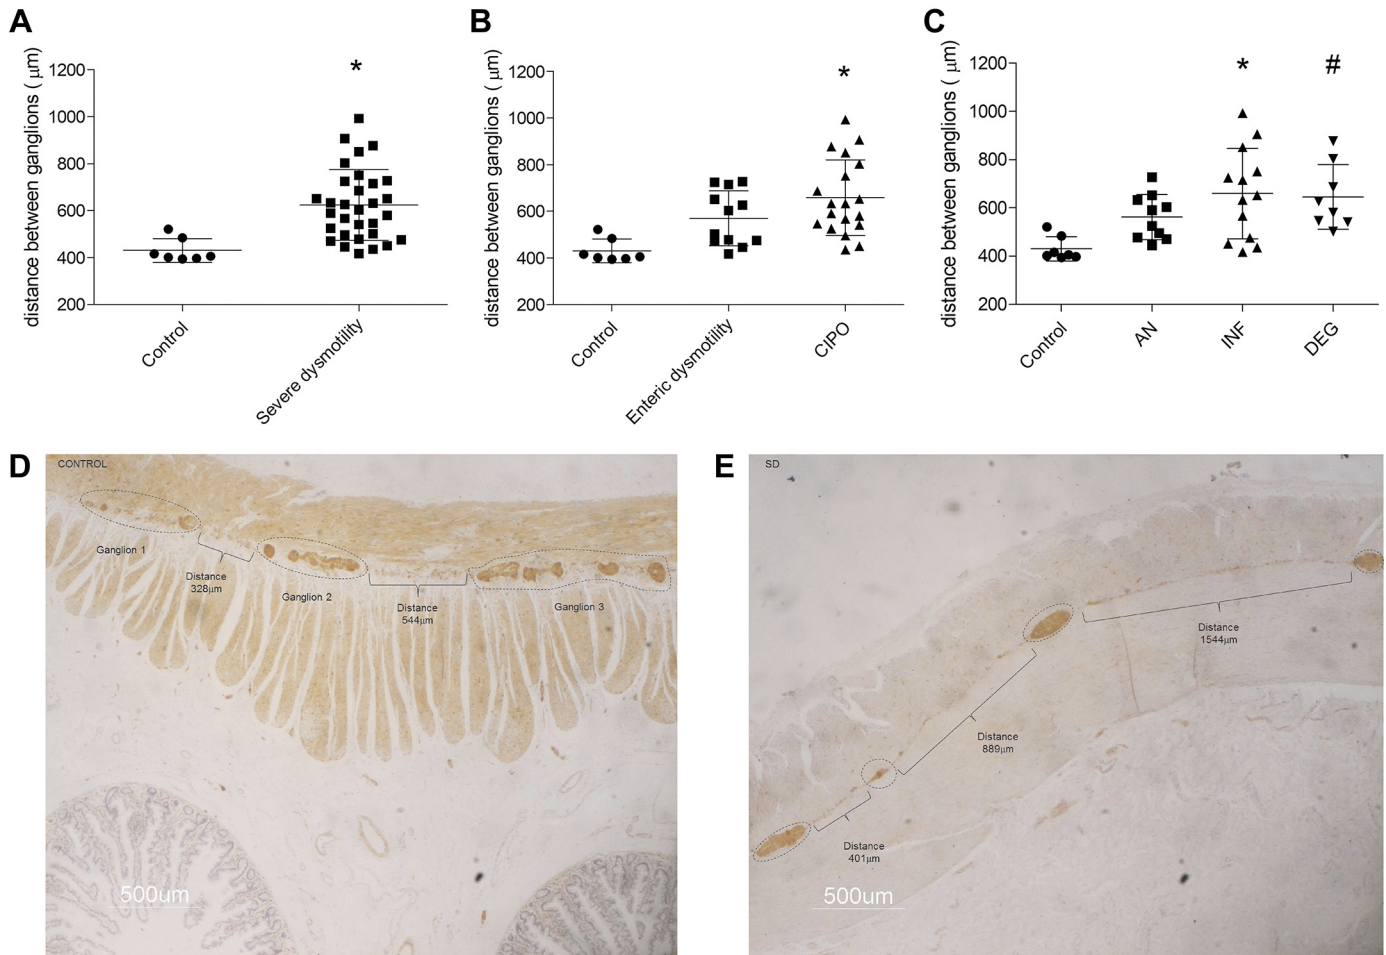 A
distance between ganglions ( μm)
1200
1000
800
600
400
200
*
Control
Severe dysmotility
B
distance between ganglions ( μm)
1200
1000
800
600
400
200
*
Control
Enteric dysmotility
CIPO
C
distance between ganglions ( μm)
1200
1000
800
600
400
200
*
#
Control
AN
INF
DEG
D
CONTROL
Ganglion 1
Distance
328μm
Ganglion 2
Distance
544μm
Ganglion 3
500um
E
SD
Distance
1544μm
Distance
889μm
Distance
401μm
500um